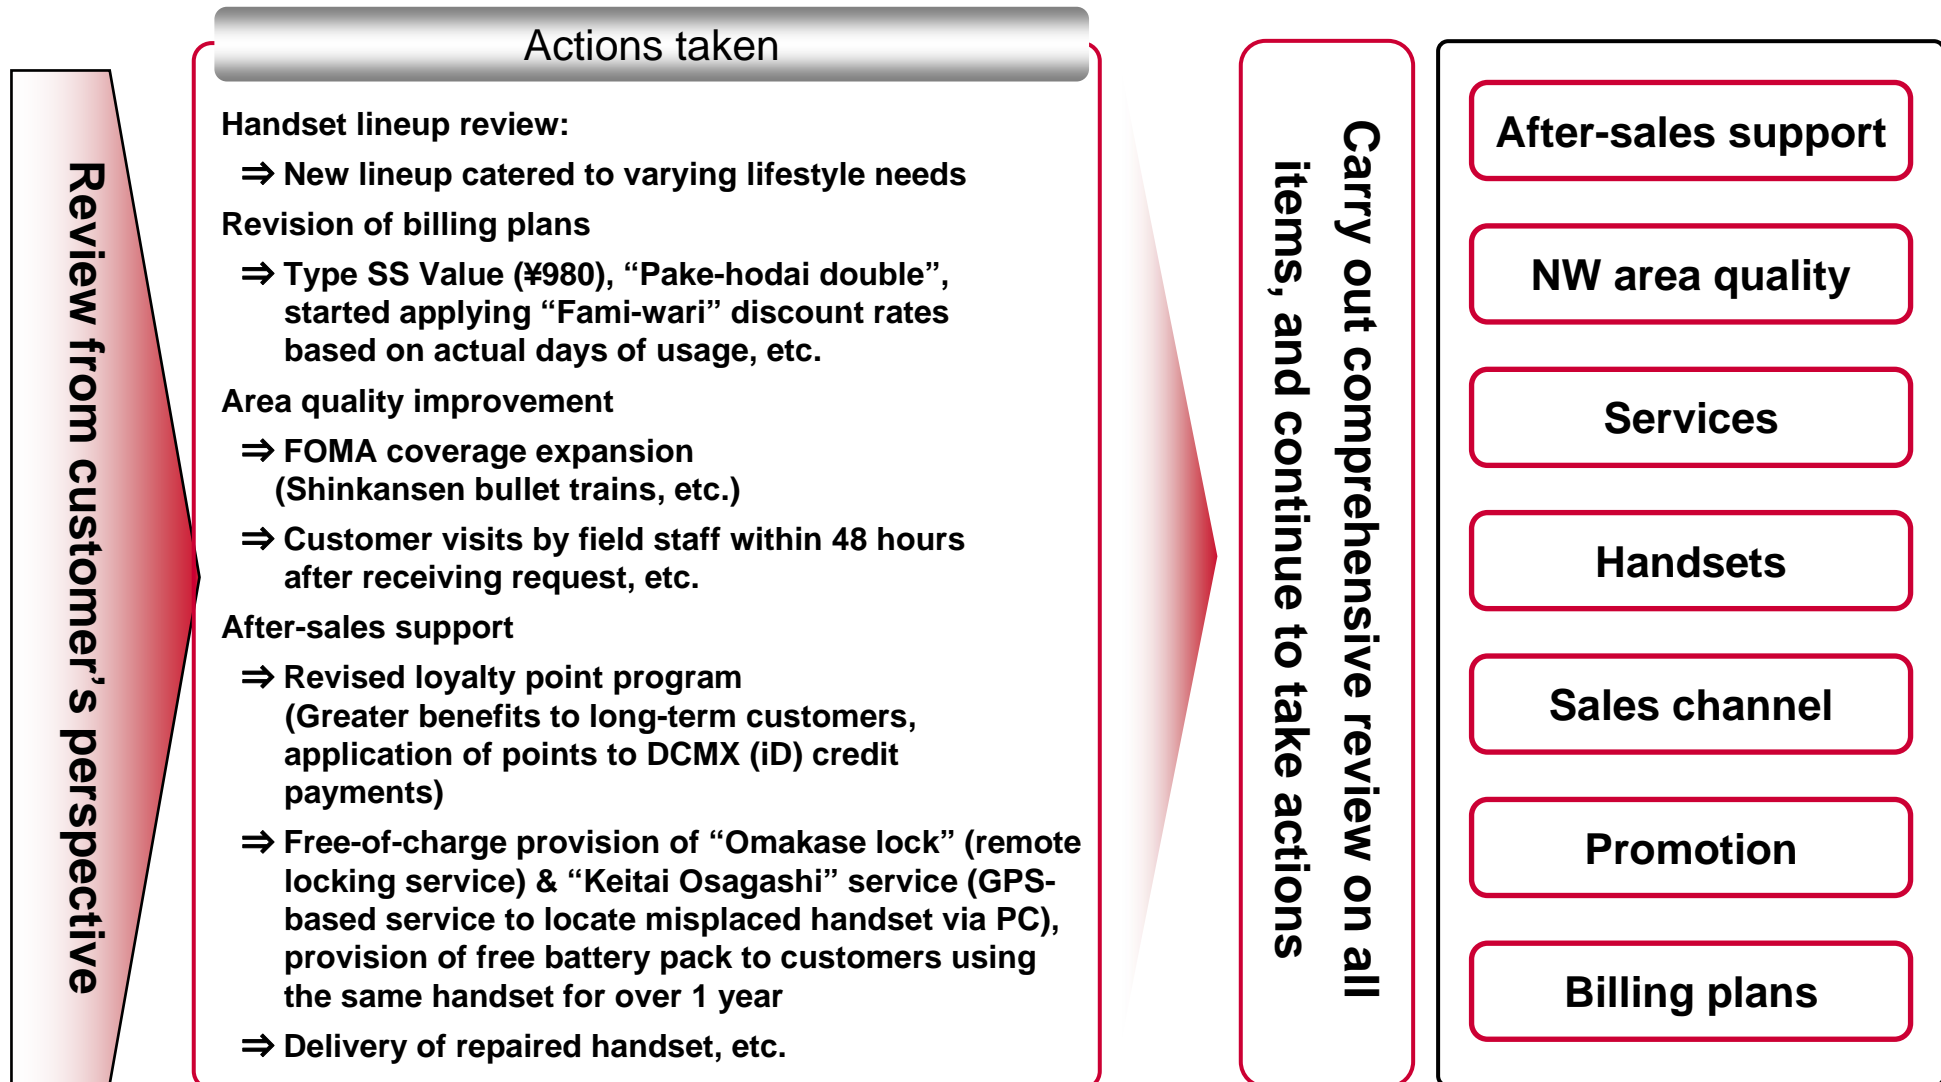 Review from customer’s perspective
Actions taken
Handset lineup review:
⇒ New lineup catered to varying lifestyle needs
Revision of billing plans
⇒ Type SS Value (¥980), “Pake-hodai double”,
started applying “Fami-wari” discount rates
based on actual days of usage, etc.
Area quality improvement
⇒ FOMA coverage expansion
(Shinkansen bullet trains, etc.)
⇒ Customer visits by field staff within 48 hours
after receiving request, etc.
After-sales support
⇒ Revised loyalty point program
(Greater benefits to long-term customers,
application of points to DCMX (iD) credit
payments)
⇒ Free-of-charge provision of “Omakase lock” (remote
locking service) & “Keitai Osagashi” service (GPS-
based service to locate misplaced handset via PC),
provision of free battery pack to customers using
the same handset for over 1 year
⇒ Delivery of repaired handset, etc.
Carry out comprehensive review on all
items, and continue to take actions
After-sales support
NW area quality
Services
Handsets
Sales channel
Promotion
Billing plans